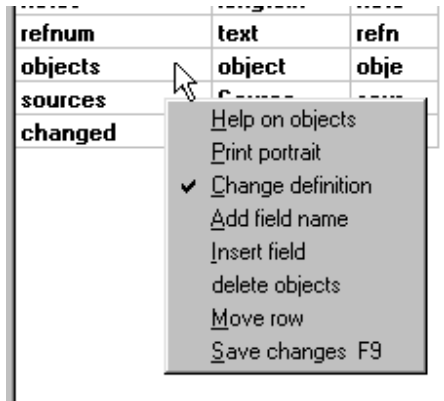 refnum text refn
objects object obje
sources
changed
Help on objects
Print portrait
Change definition
Add field name
Insert field
delete objects
Move row
Save changes F9